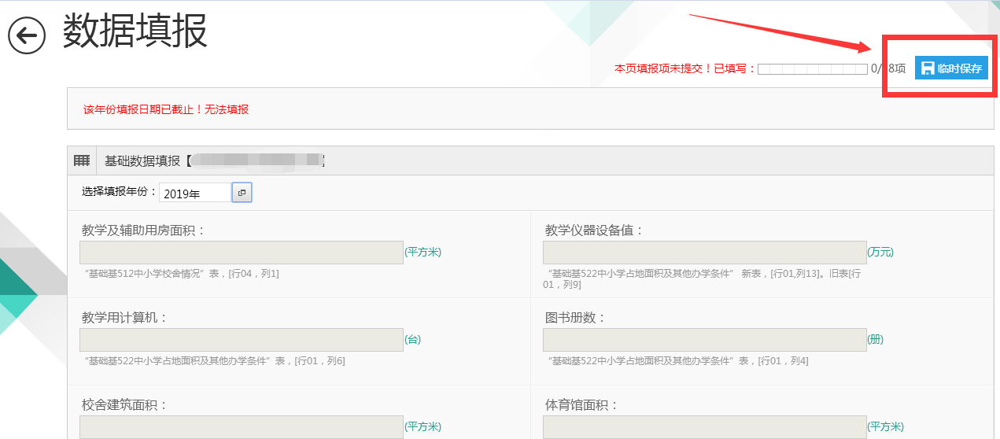 数据填报
本页填报项未提交！已填写： 0/ 8项 临时保存
该年份填报日期已截止！无法填报
基础数据填报【
选择填报年份： 2019年
教学及辅助用房面积： 教学仪器设备值：
(平方米) (万元)
“基础基512中小学校舍情况”表，[行04，列1] “基础基522中小学占地面积及其他办学条件” 新表，[行01,列13]。旧表[行
01，列9]
教学用计算机： 图书册数：
(台) (册)
“基础基522中小学占地面积及其他办学条件”表，[行01，列6] “基础基522中小学占地面积及其他办学条件”表，[行01，列4]
校舍建筑面积： 体育馆面积：
(平方米) (平方米)